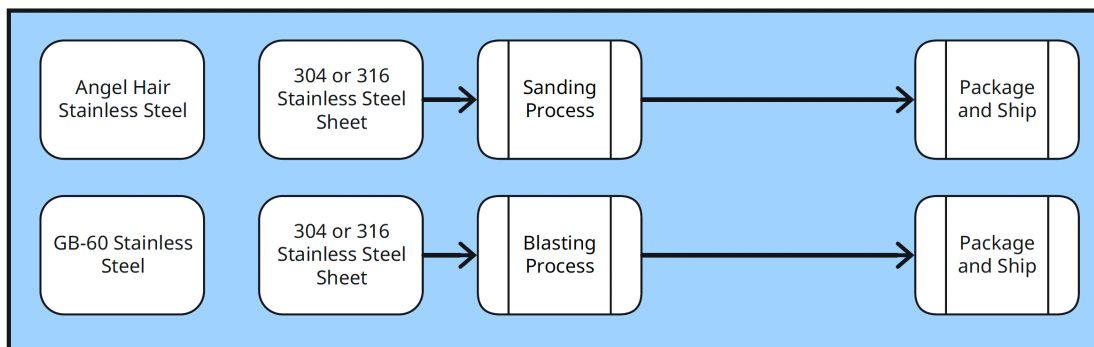 Angel Hair
Stainless Steel
304 or 316
Stainless Steel
Sheet
Sanding
Process
Package
and Ship
GB-60 Stainless
Steel
304 or 316
Stainless Steel
Sheet
Blasting
Process
Package
and Ship